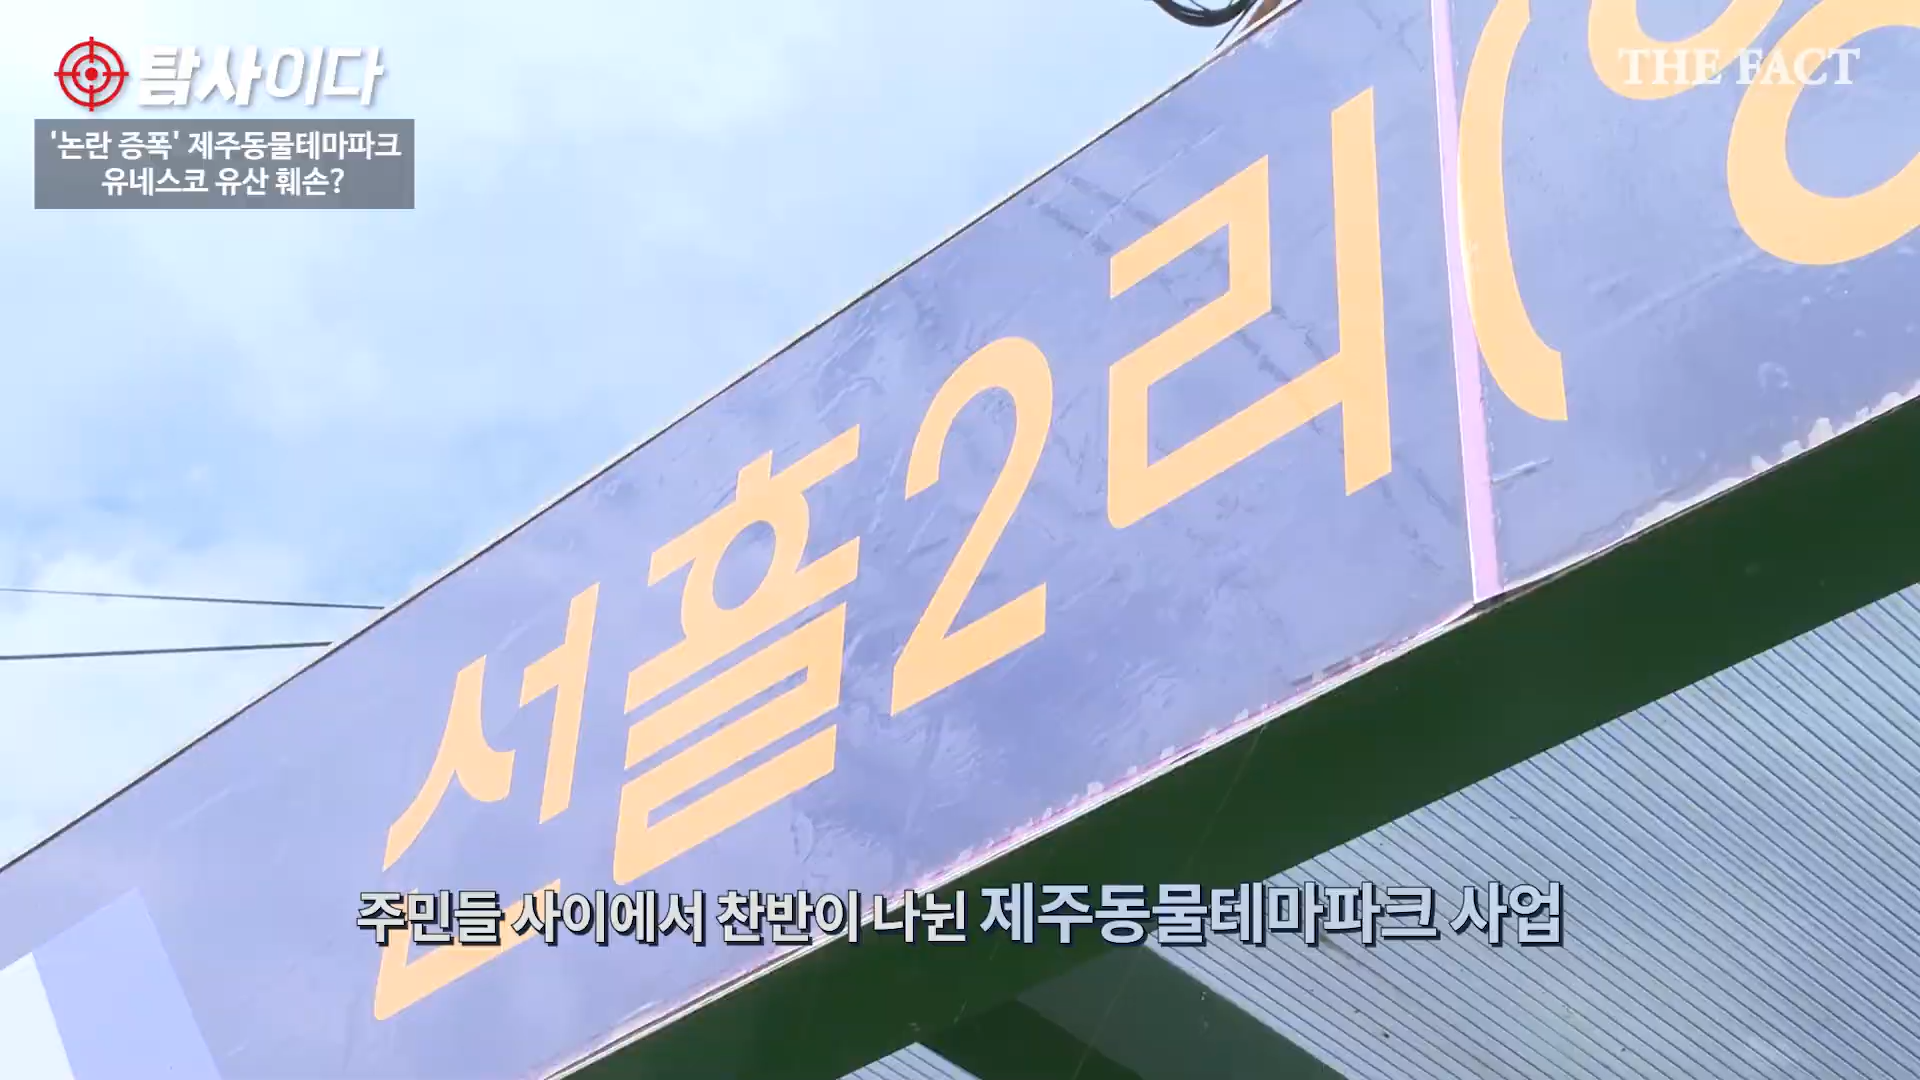 탐사이다
THE FACT
'논란 증폭' 제주동물테마파크
유네스코 유산 훼손?
선흘2리(
주민들 사이에서 찬반이 나뉜 제주동물테마파크 사업